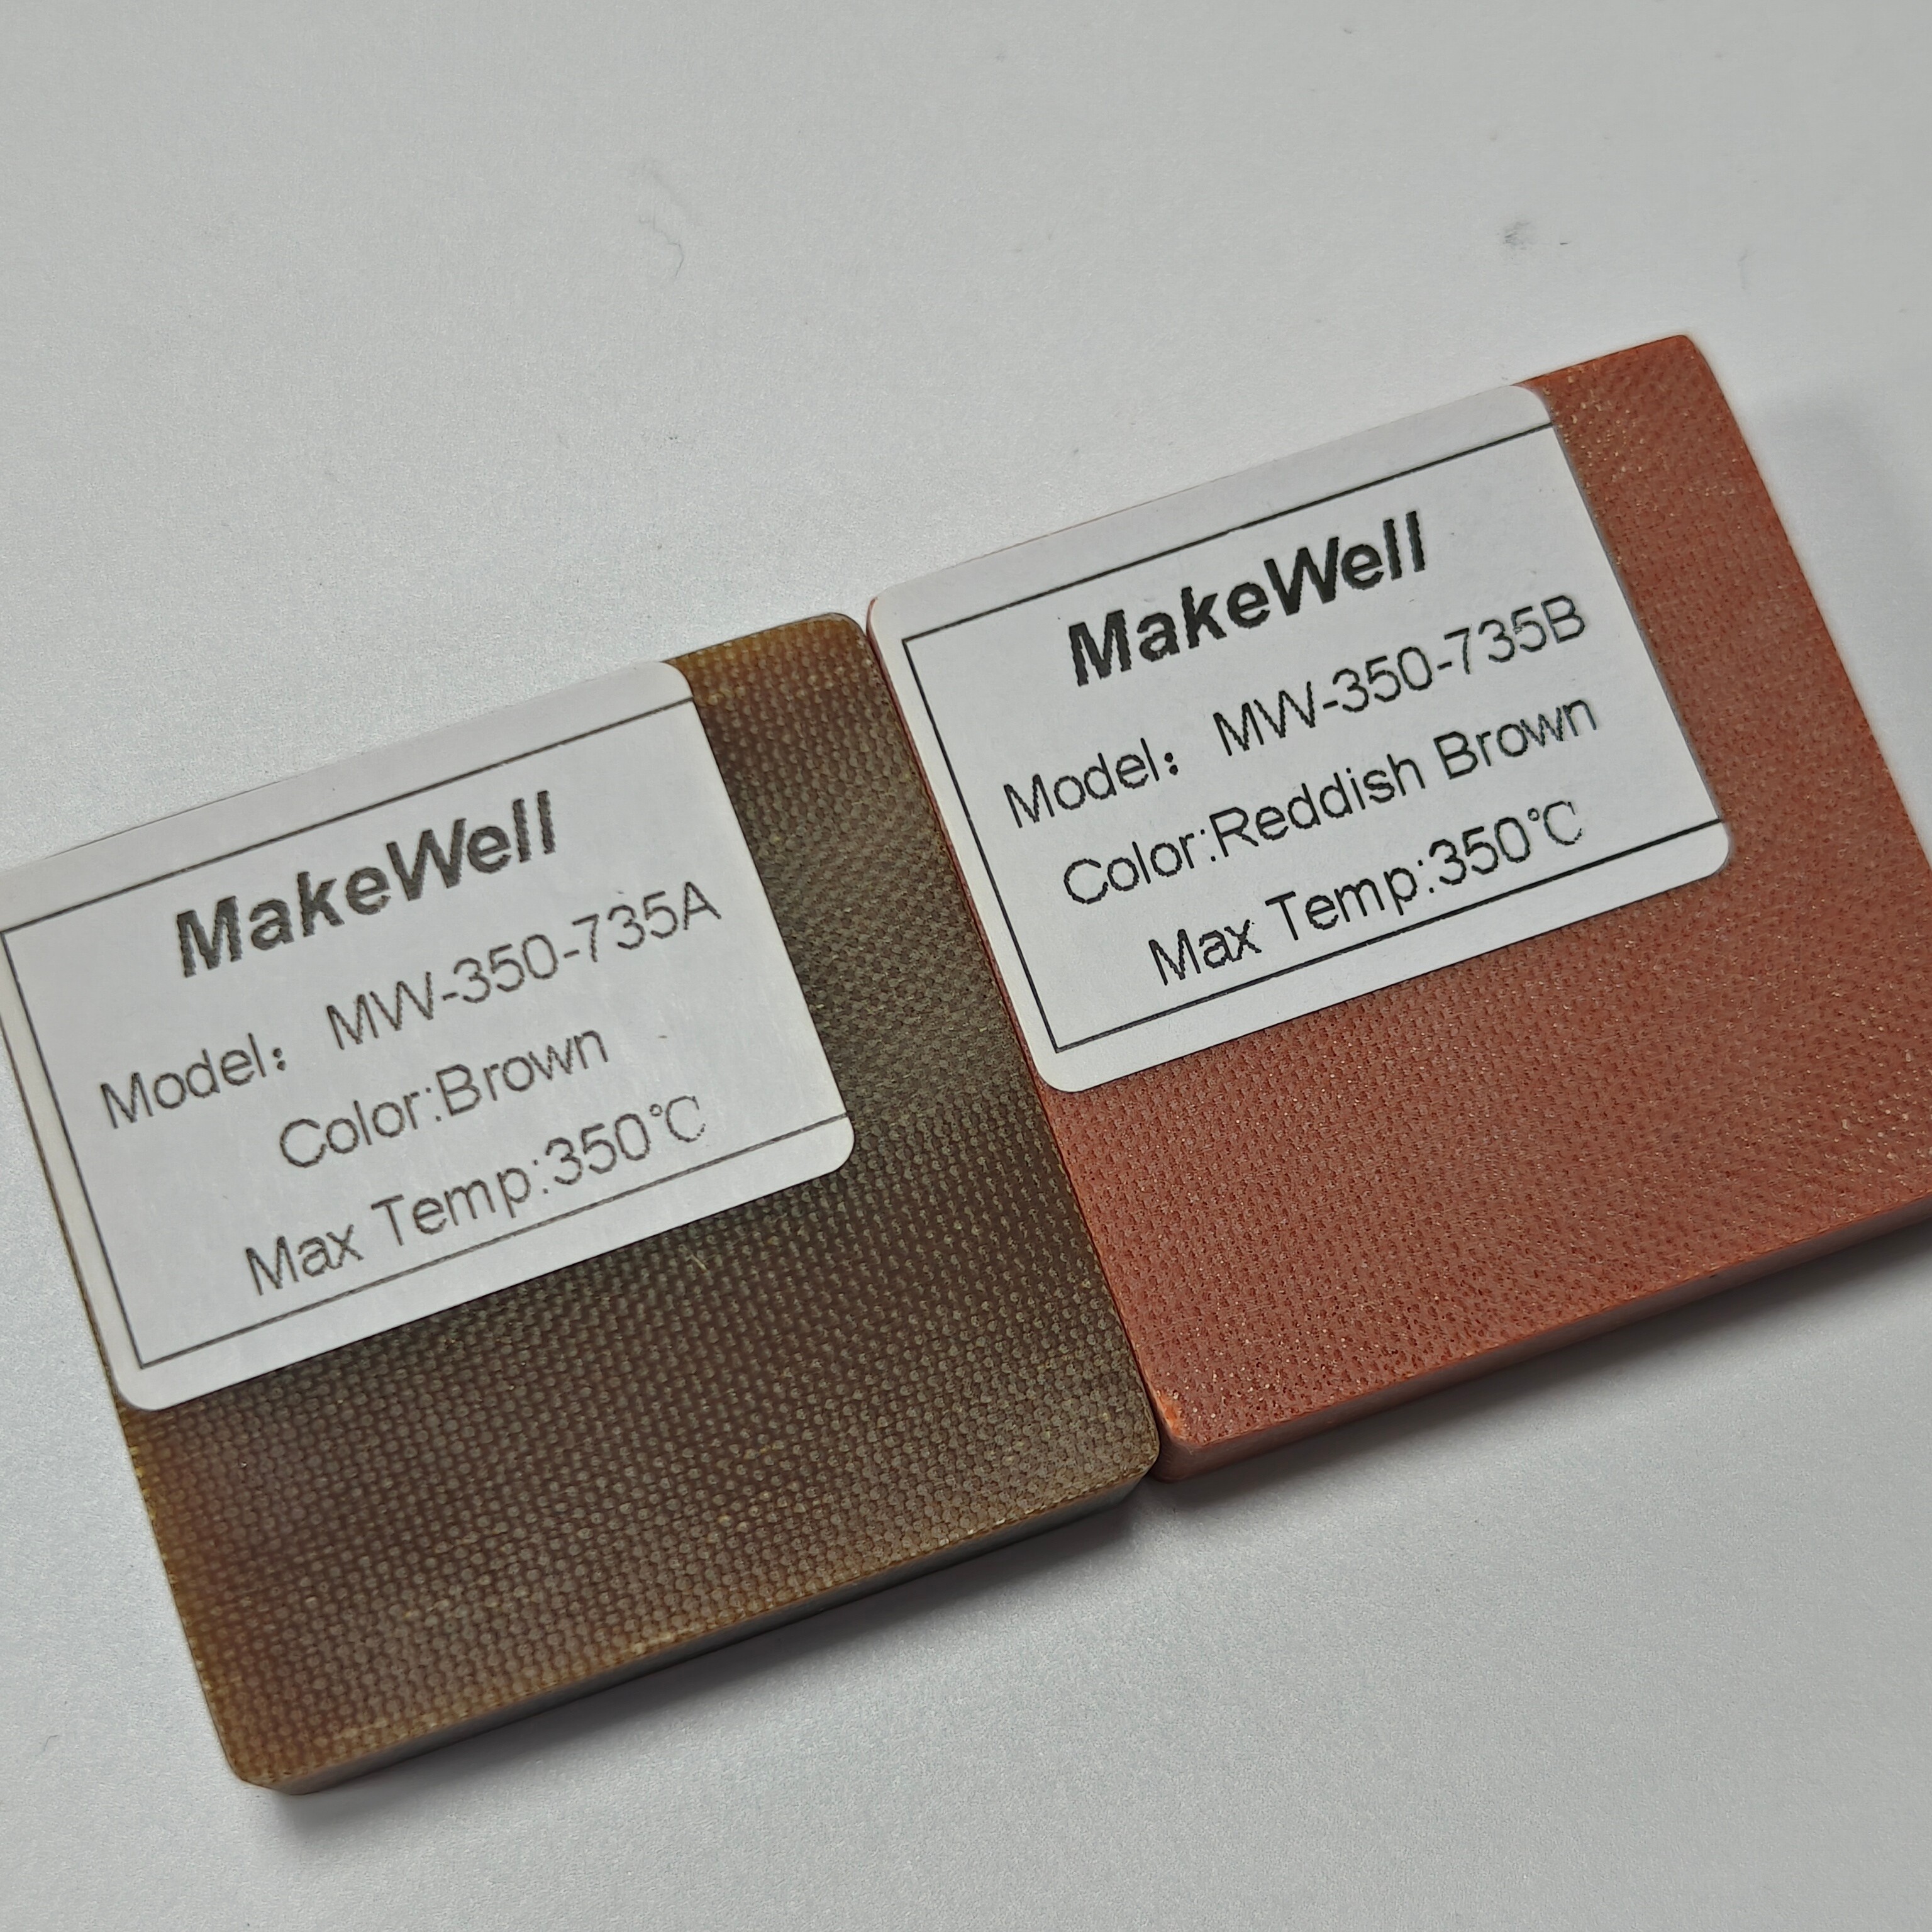 MakeWell
Model： MW-350-735A
Color:Brown
Max Temp:350℃
MakeWell
Model： MW-350-735B
Color:Reddish Brown
Max Temp:350℃